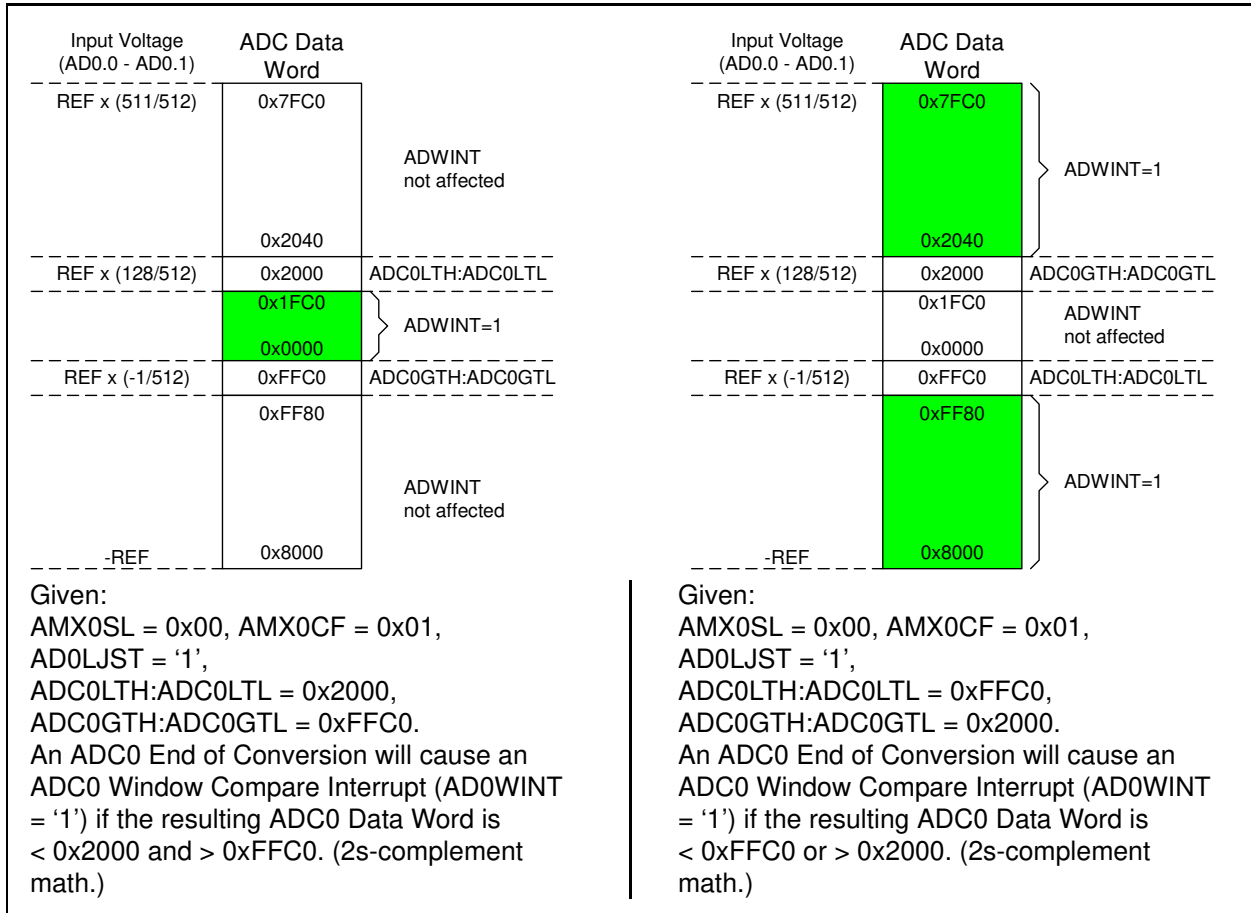 Input Voltage
(AD0.0 - AD0.1)
ADC Data
Word
REF x (511/512)
0x7FC0
ADWINT
not affected
0x2040
REF x (128/512)
0x2000
ADC0LTH:ADC0LTL
0x1FC0
ADWINT=1
0x0000
REF x (-1/512)
0xFFC0
ADC0GTH:ADC0GTL
0xFF80
ADWINT
not affected
-REF
0x8000
Given:
AMX0SL = 0x00, AMX0CF = 0x01,
AD0LJST = ‘1’,
ADC0LTH:ADC0LTL = 0x2000,
ADC0GTH:ADC0GTL = 0xFFC0.
An ADC0 End of Conversion will cause an
ADC0 Window Compare Interrupt (AD0WINT
= ‘1’) if the resulting ADC0 Data Word is
< 0x2000 and > 0xFFC0. (2s-complement
math.)
Input Voltage
(AD0.0 - AD0.1)
ADC Data
Word
REF x (511/512)
0x7FC0
ADWINT=1
0x2040
REF x (128/512)
0x2000
ADC0GTH:ADC0GTL
0x1FC0
ADWINT
not affected
0x0000
REF x (-1/512)
0xFFC0
ADC0LTH:ADC0LTL
0xFF80
ADWINT=1
-REF
0x8000
Given:
AMX0SL = 0x00, AMX0CF = 0x01,
AD0LJST = ‘1’,
ADC0LTH:ADC0LTL = 0xFFC0,
ADC0GTH:ADC0GTL = 0x2000.
An ADC0 End of Conversion will cause an
ADC0 Window Compare Interrupt (AD0WINT
= ‘1’) if the resulting ADC0 Data Word is
< 0xFFC0 or > 0x2000. (2s-complement
math.)